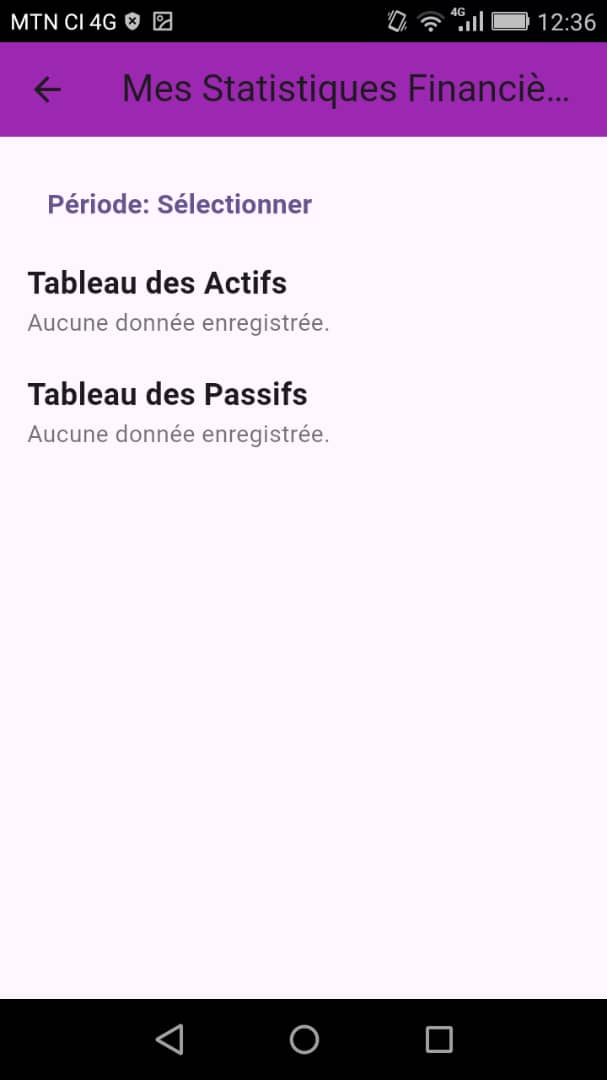 MTN CI 4G
4G
12:36
Mes Statistiques Financiè...
Période: Sélectionner
Tableau des Actifs
Aucune donnée enregistrée.
Tableau des Passifs
Aucune donnée enregistrée.